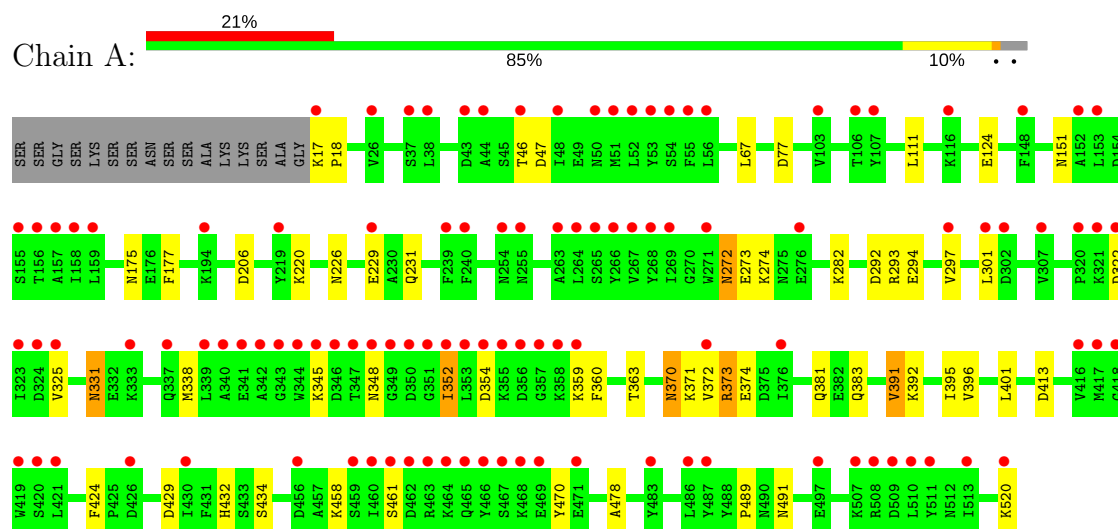 21%
Chain A:
85% 10% • •
SER SER GLY SER LYS SER SER ASN SER SER ALA LYS LYS SER ALA GLY K17 P18 V26 S37 L38 D43 A44 S45 T46 D47 I48 E49 N50 M51 L52 Y53 S54 F55 L56 L67 D77 V103 T106 Y107 L111 K116 E124 F148 N151 A152 L153 D154
S155 T156 A157 I158 L159 N175 E176 F177 K194 D206 Y219 K220 N226 E229 A230 Q231 F239 F240 N254 N255 A263 L264 S265 Y266 V267 Y268 I269 G270 W271 N272 E273 K274 N275 E276 K282 D292 R293 E294 V297 L301 D302 V307 P320 K321 D322
I323 D324 V325 N331 E332 K333 Q337 M338 L339 A340 E341 A342 G343 W344 K345 D346 T347 N348 G349 D350 G351 I352 L353 D354 K355 D356 G357 K358 K359 F360 T363 N370 K371 V372 R373 E374 D375 I376 Q381 E382 Q383 V391 K392 I395 V396 L401 D413 V416 M417 G418
W419 S420 L421 F424 P425 D426 D429 I430 F431 H432 S433 S434 D456 A457 K458 S459 I460 S461 D462 R463 K464 Q465 Y466 S467 K468 E469 Y470 E471 A478 Y483 L486 Y487 Y488 P489 N490 N491 E497 K507 R508 D509 L510 Y511 N512 I513 K520